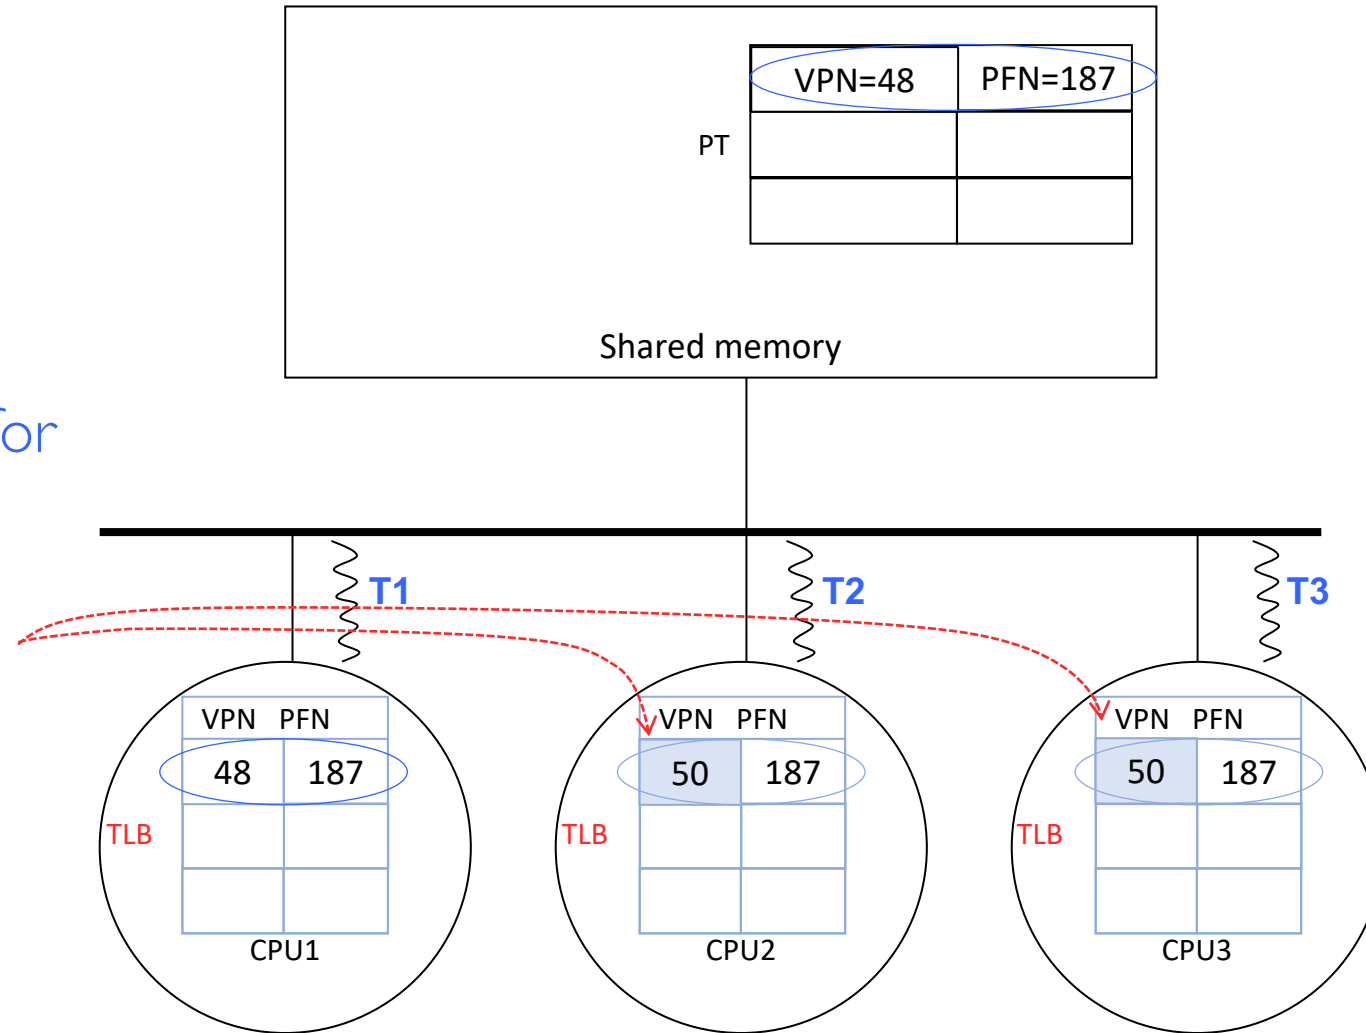 VPN=48 PFN=187
PT
Shared memory
for
T1 T2 T3
VPN PFN VPN PFN VPN PFN
48 187 50 187 50 187
TLB TLB TLB
CPU1 CPU2 CPU3